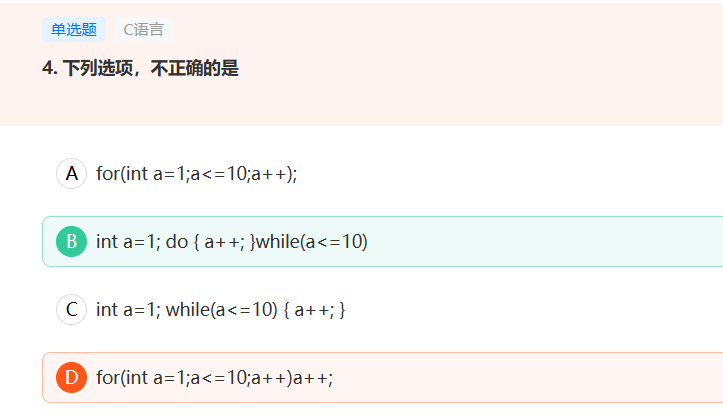 单选题 C语言
4. 下列选项，不正确的是
A for(int a=1;a<=10;a++);
B int a=1; do { a++; }while(a<=10)
C int a=1; while(a<=10) { a++; }
D for(int a=1;a<=10;a++)a++;